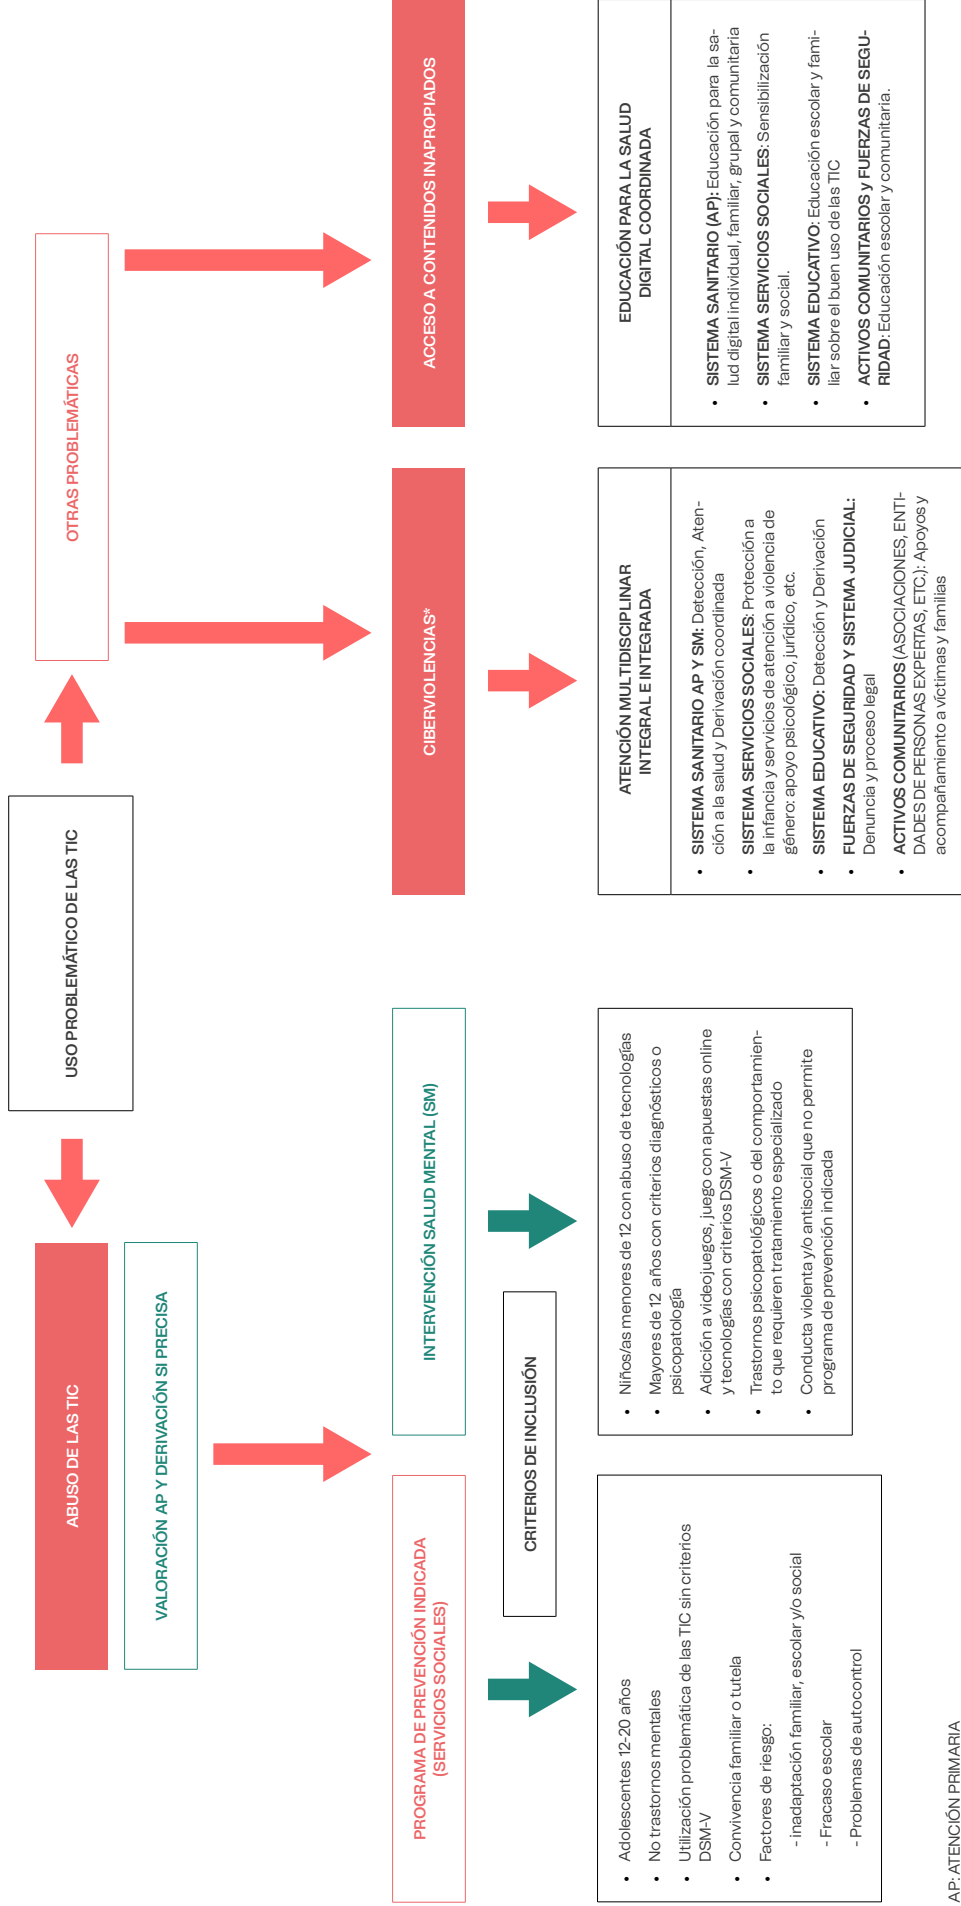 USO PROBLEMÁTICO DE LAS TIC
ABUSO DE LAS TIC
VALORACIÓN AP Y DERIVACIÓN SI PRECISA
OTRAS PROBLEMÁTICAS
PROGRAMA DE PREVENCIÓN INDICADA
(SERVICIOS SOCIALES)
INTERVENCIÓN SALUD MENTAL (SM)
CIBERVIOLENCIAS*
ACCESO A CONTENIDOS INAPROPIADOS
CRITERIOS DE INCLUSIÓN
• Adolescentes 12-20 años
• No trastornos mentales
• Utilización problemática de las TIC sin criterios
DSM-V
• Convivencia familiar o tutela
• Factores de riesgo:
- inadaptación familiar, escolar y/o social
- Fracaso escolar
- Problemas de autocontrol
• Niños/as menores de 12 con abuso de tecnologías
• Mayores de 12 años con criterios diagnósticos o
psicopatología
• Adicción a videojuegos, juego con apuestas online
y tecnologías con criterios DSM-V
• Trastornos psicopatológicos o del comportamien-
to que requieren tratamiento especializado
• Conducta violenta y/o antisocial que no permite
programa de prevención indicada
ATENCIÓN MULTIDISCIPLINAR
INTEGRAL E INTEGRADA
• SISTEMA SANITARIO AP Y SM: Detección, Aten-
ción a la salud y Derivación coordinada
• SISTEMA SERVICIOS SOCIALES: Protección a
la infancia y servicios de atención a violencia de
género: apoyo psicológico, jurídico, etc.
• SISTEMA EDUCATIVO: Detección y Derivación
• FUERZAS DE SEGURIDAD Y SISTEMA JUDICIAL:
Denuncia y proceso legal
• ACTIVOS COMUNITARIOS (ASOCIACIONES, ENTI-
DADES DE PERSONAS EXPERTAS, ETC.): Apoyos y
acompañamiento a víctimas y familias
EDUCACIÓN PARA LA SALUD
DIGITAL COORDINADA
• SISTEMA SANITARIO (AP): Educación para la sa-
lud digital individual, familiar, grupal y comunitaria
• SISTEMA SERVICIOS SOCIALES: Sensibilización
familiar y social.
• SISTEMA EDUCATIVO: Educación escolar y fami-
liar sobre el buen uso de las TIC
• ACTIVOS COMUNITARIOS y FUERZAS DE SEGU-
RIDAD: Educación escolar y comunitaria.
AP: ATENCIÓN PRIMARIA